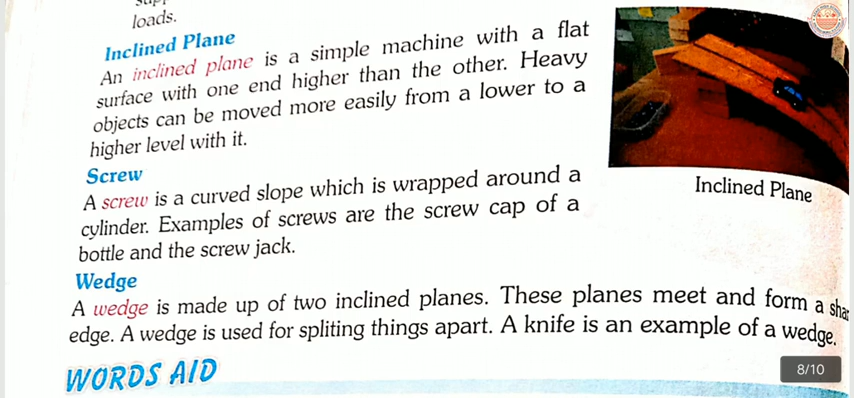 loads.
Inclined Plane
An inclined plane is a simple machine with a flat
surface with one end higher than the other. Heavy
objects can be moved more easily from a lower to a
higher level with it.
Inclined Plane
Screw
A screw is a curved slope which is wrapped around a
cylinder. Examples of screws are the screw cap of a
bottle and the screw jack.
Wedge
A wedge is made up of two inclined planes. These planes meet and form a
edge. A wedge is used for spliting things apart. A knife is an example of a wedge.
WORDS AID
8/10